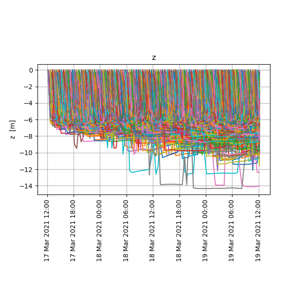 z
z [m]
0
−2
−4
−6
−8
−10
−12
−14
17 Mar 2021 12:00
17 Mar 2021 18:00
18 Mar 2021 00:00
18 Mar 2021 06:00
18 Mar 2021 12:00
18 Mar 2021 18:00
19 Mar 2021 00:00
19 Mar 2021 06:00
19 Mar 2021 12:00